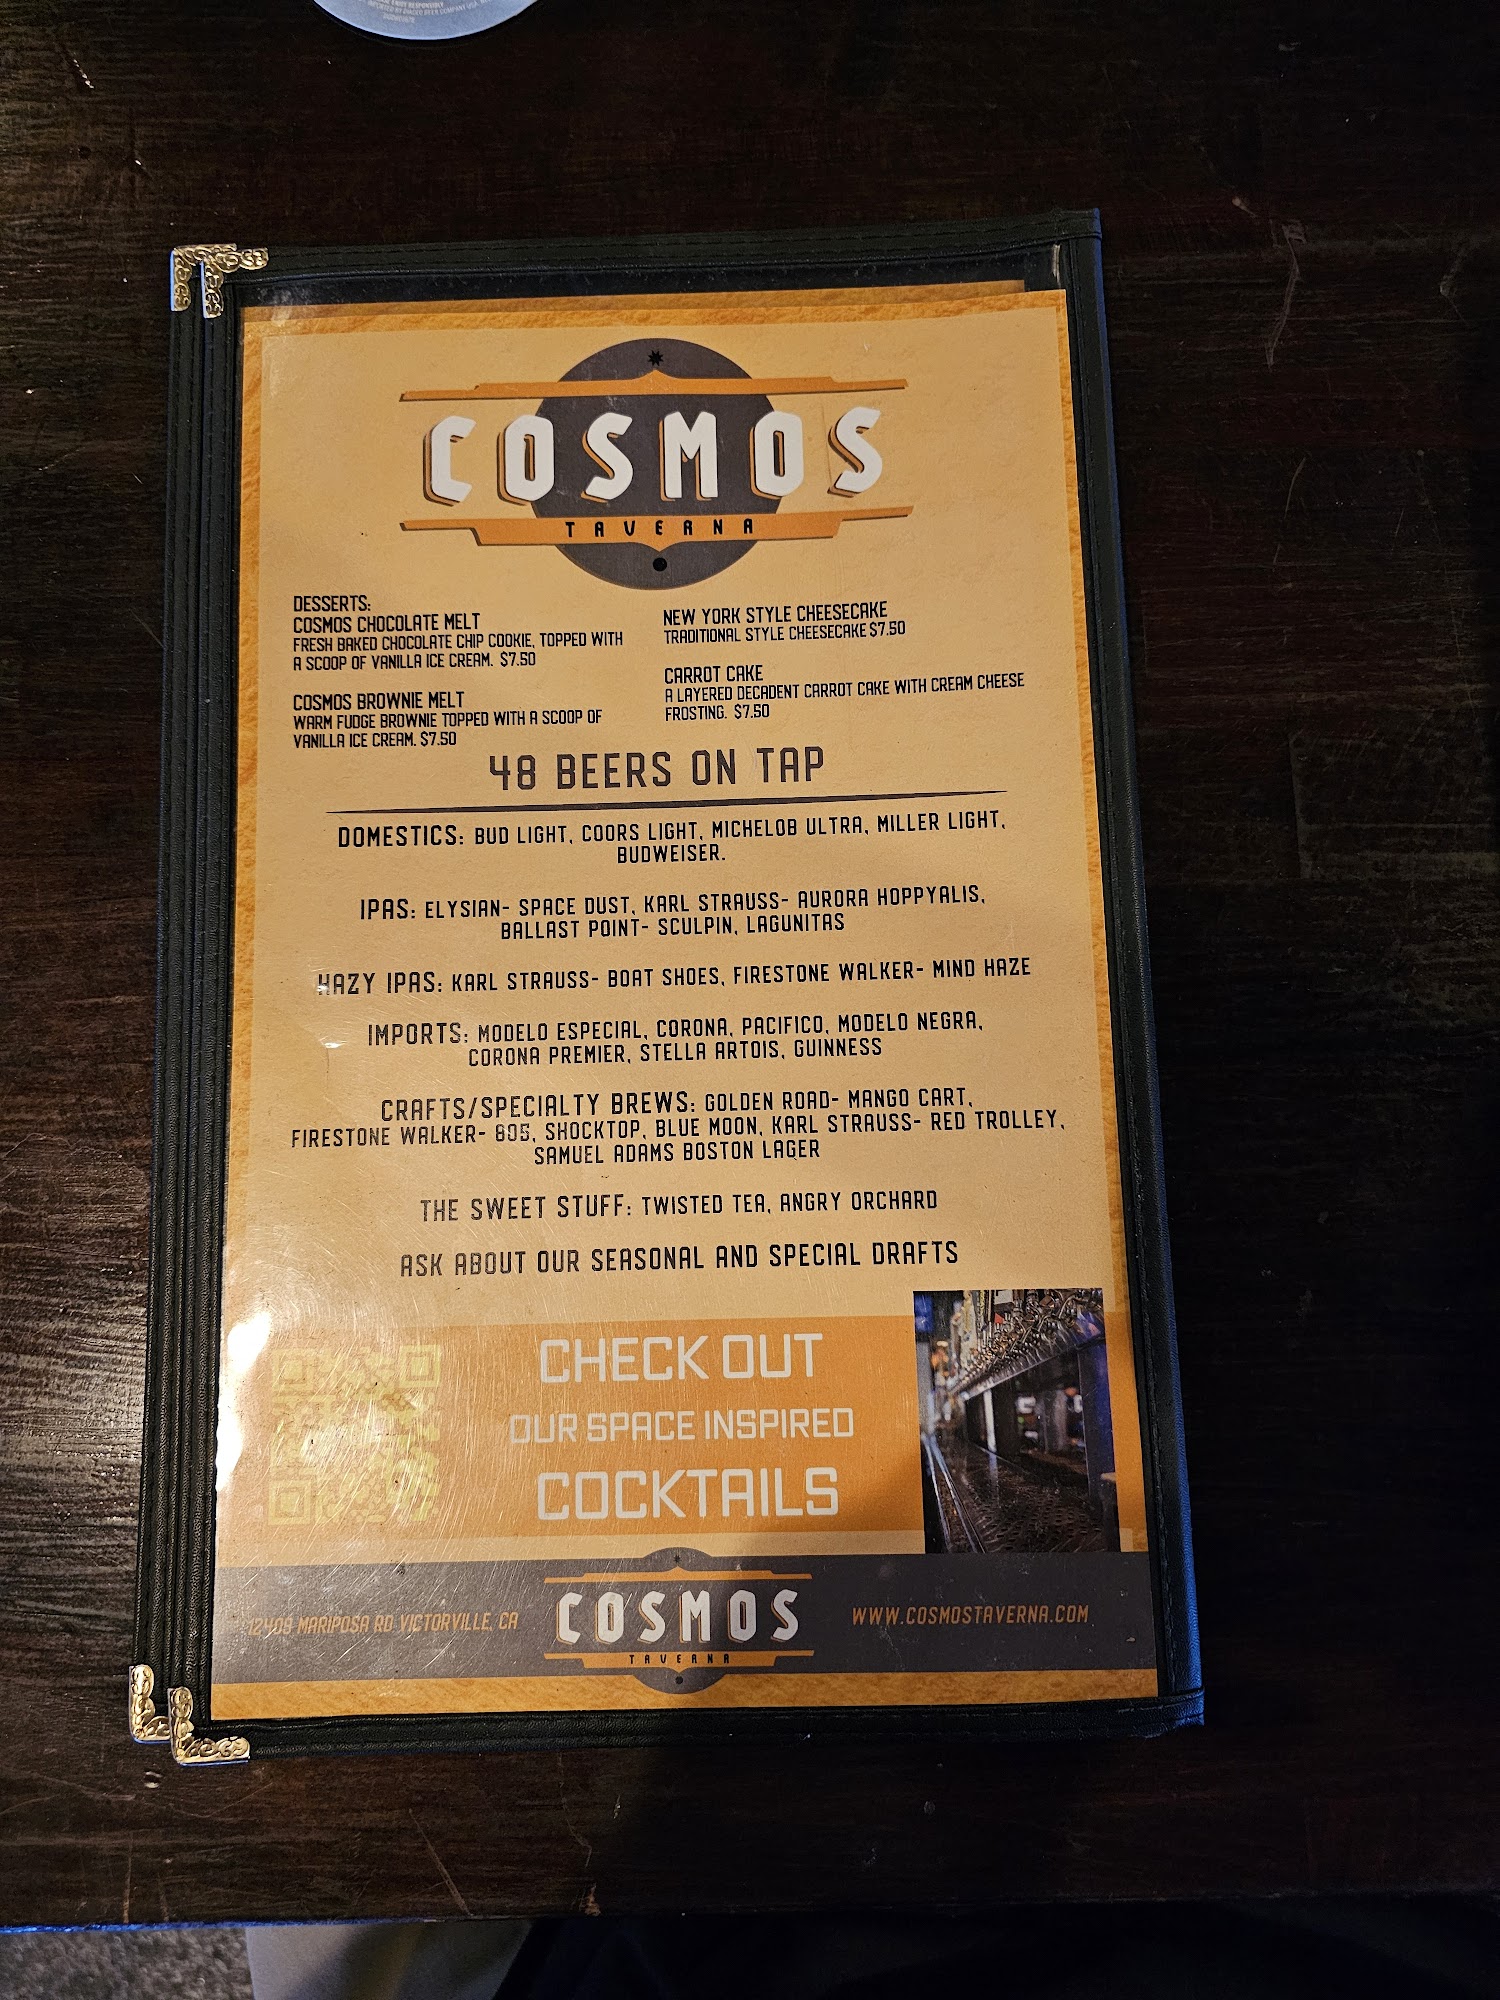 COSMOS
TAVERNA
DESSERTS:
COSMOS CHOCOLATE MELT
FRESH BAKED CHOCOLATE CHIP COOKIE, TOPPED WITH
A SCOOP OF VANILLA ICE CREAM. $7.50
COSMOS BROWNIE MELT
WARM FUDGE BROWNIE TOPPED WITH A SCOOP OF
VANILLA ICE CREAM. $7.50
NEW YORK STYLE CHEESECAKE
TRADITIONAL STYLE CHEESECAKE $7.50
CARROT CAKE
A LAYERED DECADENT CARROT CAKE WITH CREAM CHEESE
FROSTING. $7.50
48 BEERS ON TAP
DOMESTICS: BUD LIGHT, COORS LIGHT, MICHELOB ULTRA, MILLER LIGHT,
BUDWEISER.
IPAS: ELYSIAN- SPACE DUST, KARL STRAUSS- AURORA HOPPYALIS,
BALLAST POINT- SCULPIN, LAGUNITAS
HAZY IPAS: KARL STRAUSS- BOAT SHOES, FIRESTONE WALKER- MIND HAZE
IMPORTS: MODELO ESPECIAL, CORONA, PACIFICO, MODELO NEGRA,
CORONA PREMIER, STELLA ARTOIS, GUINNESS
CRAFTS/SPECIALTY BREWS: GOLDEN ROAD- MANGO CART,
FIRESTONE WALKER- 805, SHOCKTOP, BLUE MOON, KARL STRAUSS- RED TROLLEY,
SAMUEL ADAMS BOSTON LAGER
THE SWEET STUFF: TWISTED TEA, ANGRY ORCHARD
ASK ABOUT OUR SEASONAL AND SPECIAL DRAFTS
CHECK OUT
OUR SPACE INSPIRED
COCKTAILS
MARIPOSA RD VICTORVILLE, CA
COSMOS
TAVERNA
WWW.COSMOSTAVERNA.COM